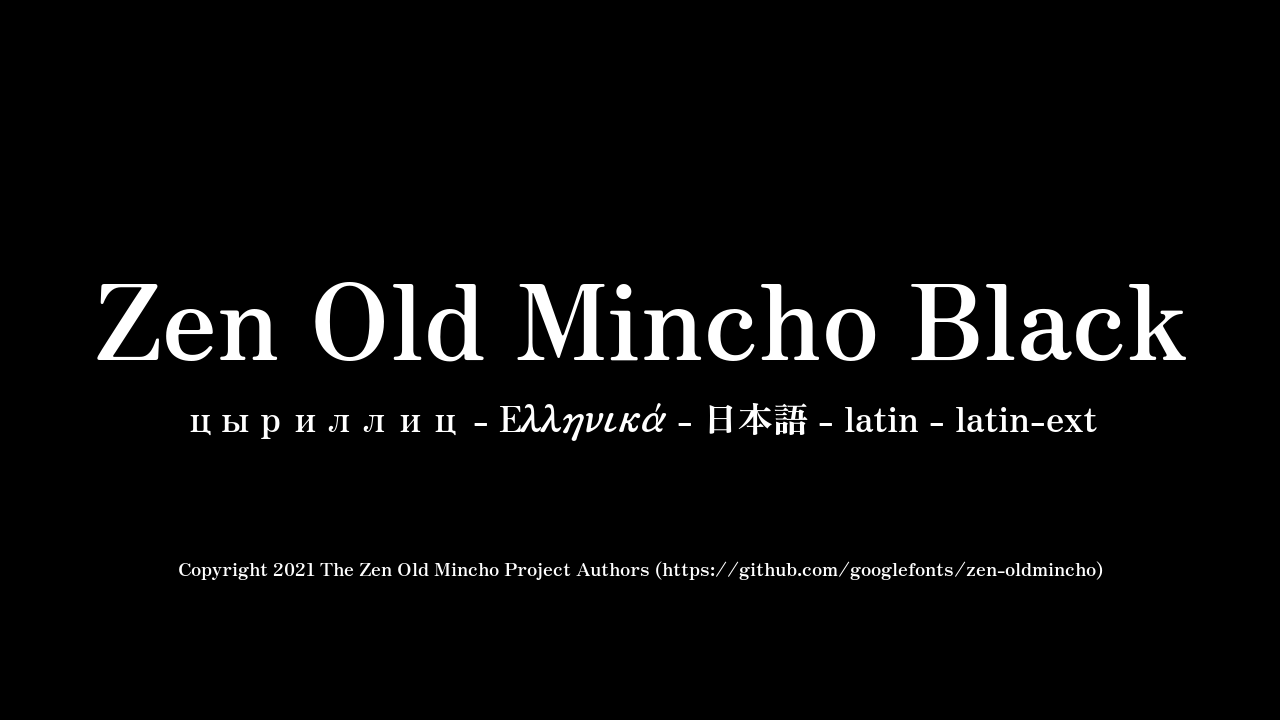 Zen Old Mincho Black
цыриллиц - Ελληνικά - 日本語 - latin - latin-ext
Copyright 2021 The Zen Old Mincho Project Authors (https://github.com/googlefonts/zen-oldmincho)